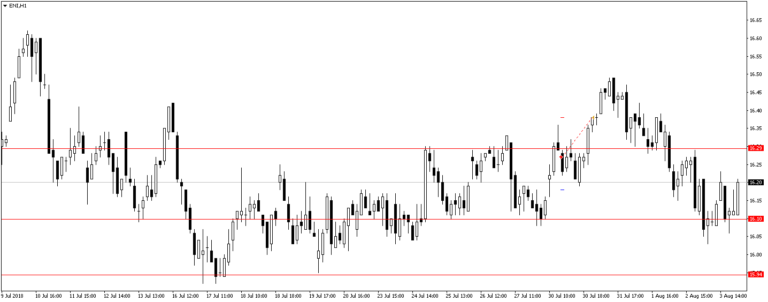 ENI,H1
16.65
16.60
16.55
16.50
16.45
16.40
16.35
16.29
16.25
16.20
16.15
16.10
16.05
16.00
15.94
9 Jul 2018
10 Jul 16:00
11 Jul 15:00
12 Jul 14:00
13 Jul 13:00
16 Jul 12:00
17 Jul 11:00
18 Jul 10:00
18 Jul 18:00
19 Jul 17:00
20 Jul 16:00
23 Jul 15:00
24 Jul 14:00
25 Jul 13:00
26 Jul 12:00
27 Jul 11:00
30 Jul 10:00
30 Jul 18:00
31 Jul 17:00
1 Aug 16:00
2 Aug 15:00
3 Aug 14:00